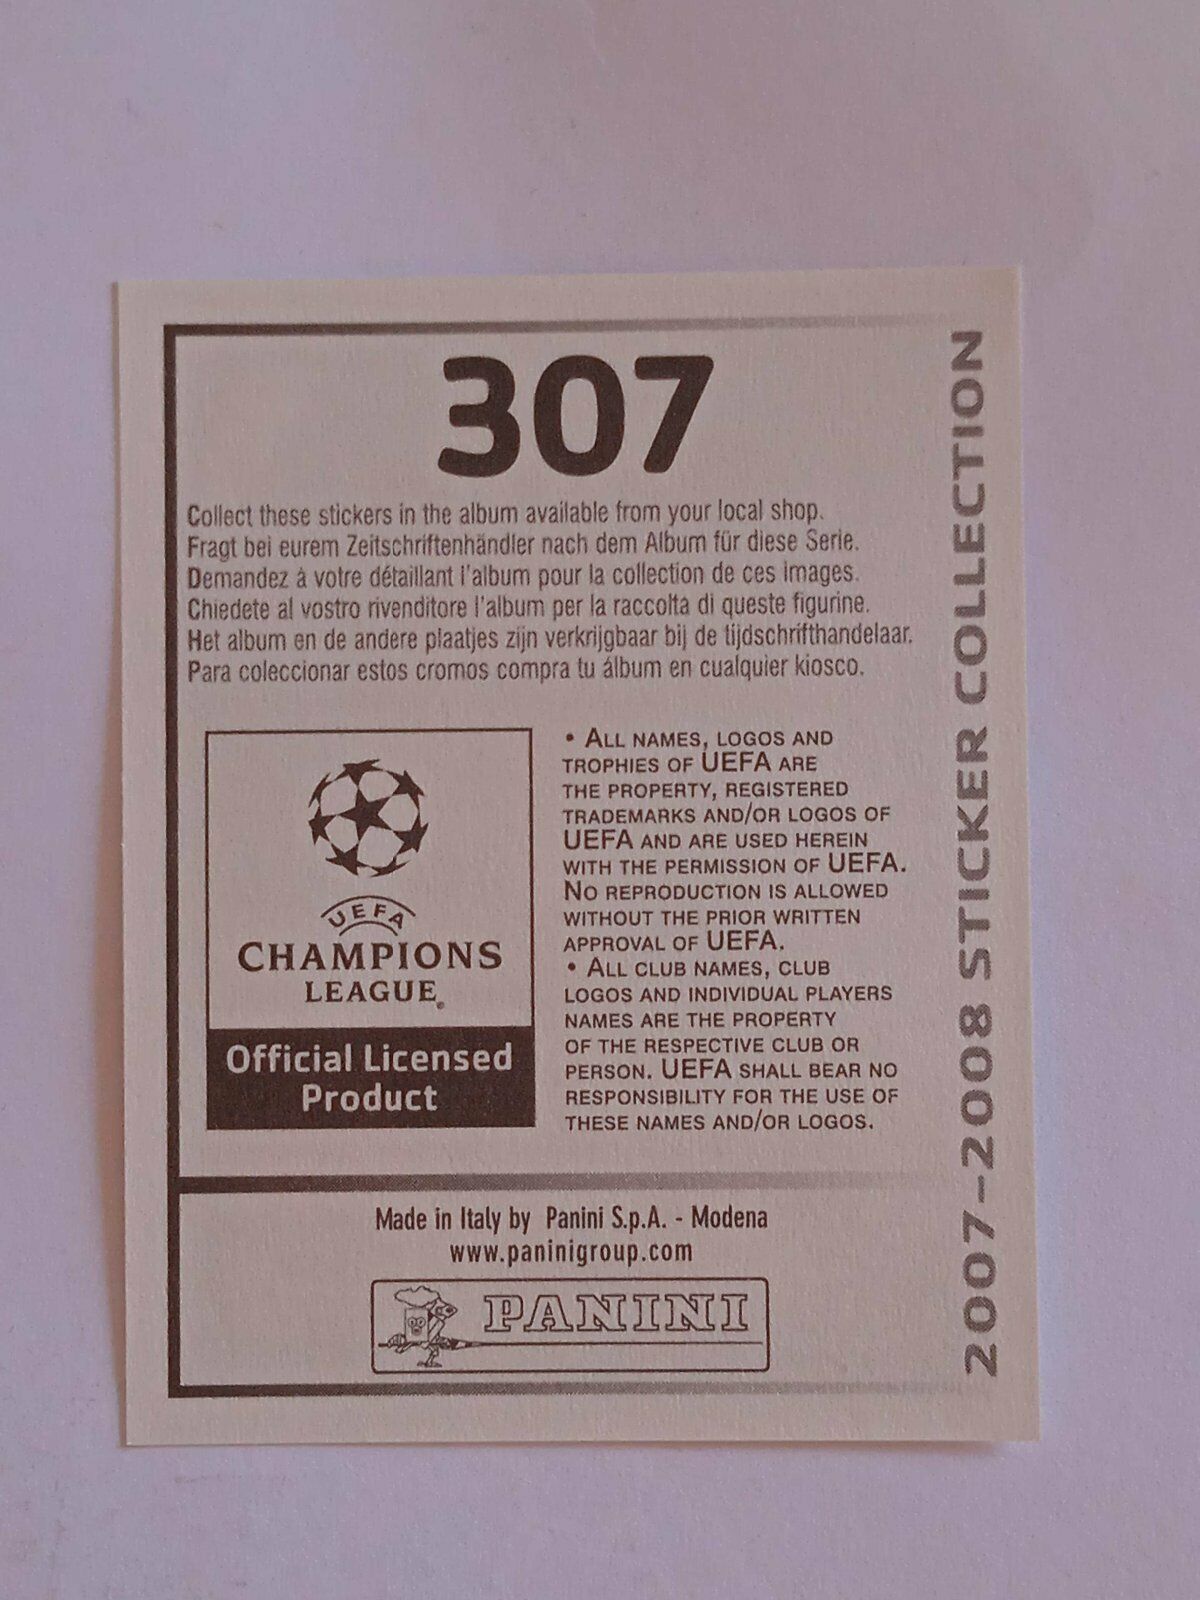 307
Collect these stickers in the album available from your local shop.
Fragt bei eurem Zeitschriftenhändler nach dem Album für diese Serie.
Demandez à votre détaillant l'album pour la collection de ces images.
Chiedete al vostro rivenditore l'album per la raccolta di queste figurine.
Het album en de andere plaatjes zijn verkrijgbaar bij de tijdschrifthandelaar.
Para coleccionar estos cromos compra tu álbum en cualquier kiosco.
UEFA
CHAMPIONS
LEAGUE®
Official Licensed
Product
• ALL NAMES, LOGOS AND
TROPHIES OF UEFA ARE
THE PROPERTY, REGISTERED
TRADEMARKS AND/OR LOGOS OF
UEFA AND ARE USED HEREIN
WITH THE PERMISSION OF UEFA.
NO REPRODUCTION IS ALLOWED
WITHOUT THE PRIOR WRITTEN
APPROVAL OF UEFA.
• ALL CLUB NAMES, CLUB
LOGOS AND INDIVIDUAL PLAYERS
NAMES ARE THE PROPERTY
OF THE RESPECTIVE CLUB OR
PERSON. UEFA SHALL BEAR NO
RESPONSIBILITY FOR THE USE OF
THESE NAMES AND/OR LOGOS.
Made in Italy by Panini S.p.A. - Modena
www.paninigroup.com
PANINI
2007-2008 STICKER COLLECTION